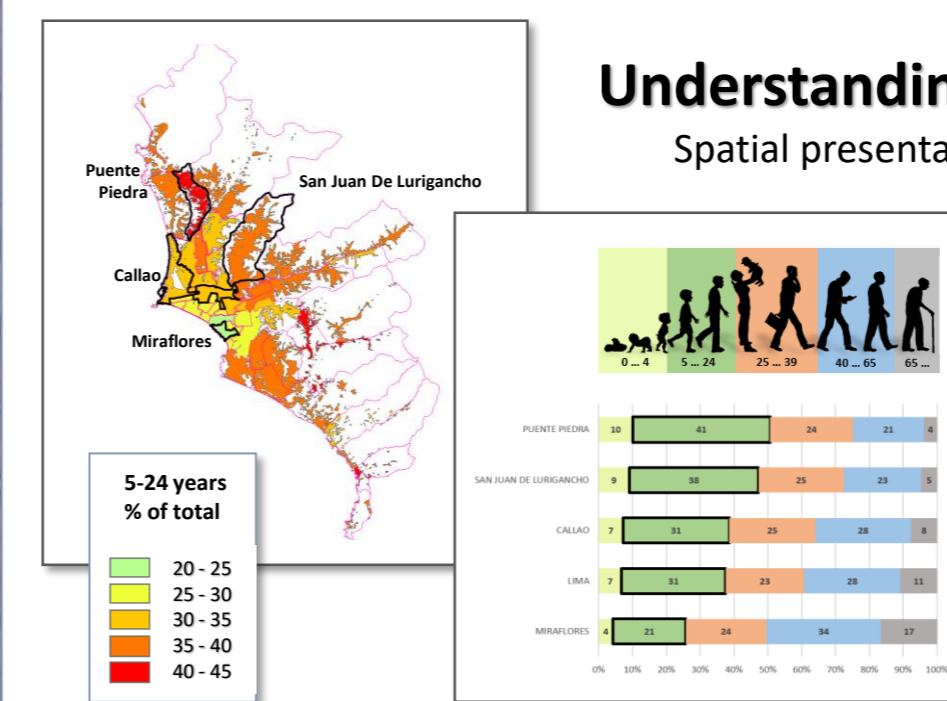 Understandin
Spatial presenta
Puente
Piedra
San Juan De Lurigancho
Callao
Miraflores
5-24 years
% of total
20 - 25
25 - 30
30 - 35
35 - 40
40 - 45
0 ... 4 5 ... 24 25 ... 39 40 ... 65 65 ...
PUENTE PIEDRA 10 41 24 21 4
SAN JUAN DE LURIGANCHO 9 38 25 23 5
CALLAO 7 31 25 28 8
LIMA 7 31 23 28 11
MIRAFLORES 4 21 24 34 17
0% 10% 20% 30% 40% 50% 60% 70% 80% 90% 100%